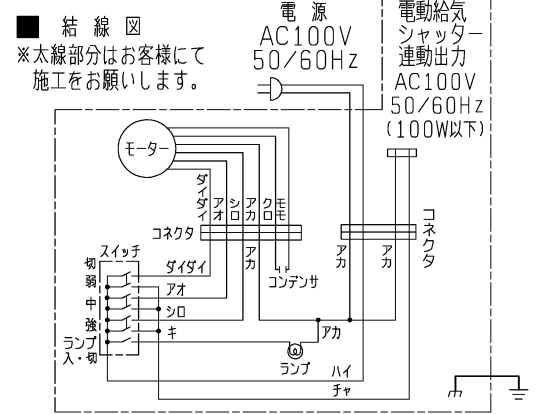 ■ 結線図
※太線部分はお客様にて
施工をお願いします。
電源
AC100V
50/60Hz
電動給気
シャッター
連動出力
AC100V
50/60Hz
(100W以下)
モーター
ダイダイ
アオ
シロ
アカ
クロ
モモ
コネクタ
アカ
コンデンサ
アカ
アカ
コネクタ
スイッチ
切
弱
中
強
ランプ
入・切
ダイダイ
アオ
シロ
キ
アカ
ランプ
ハイ
チャ